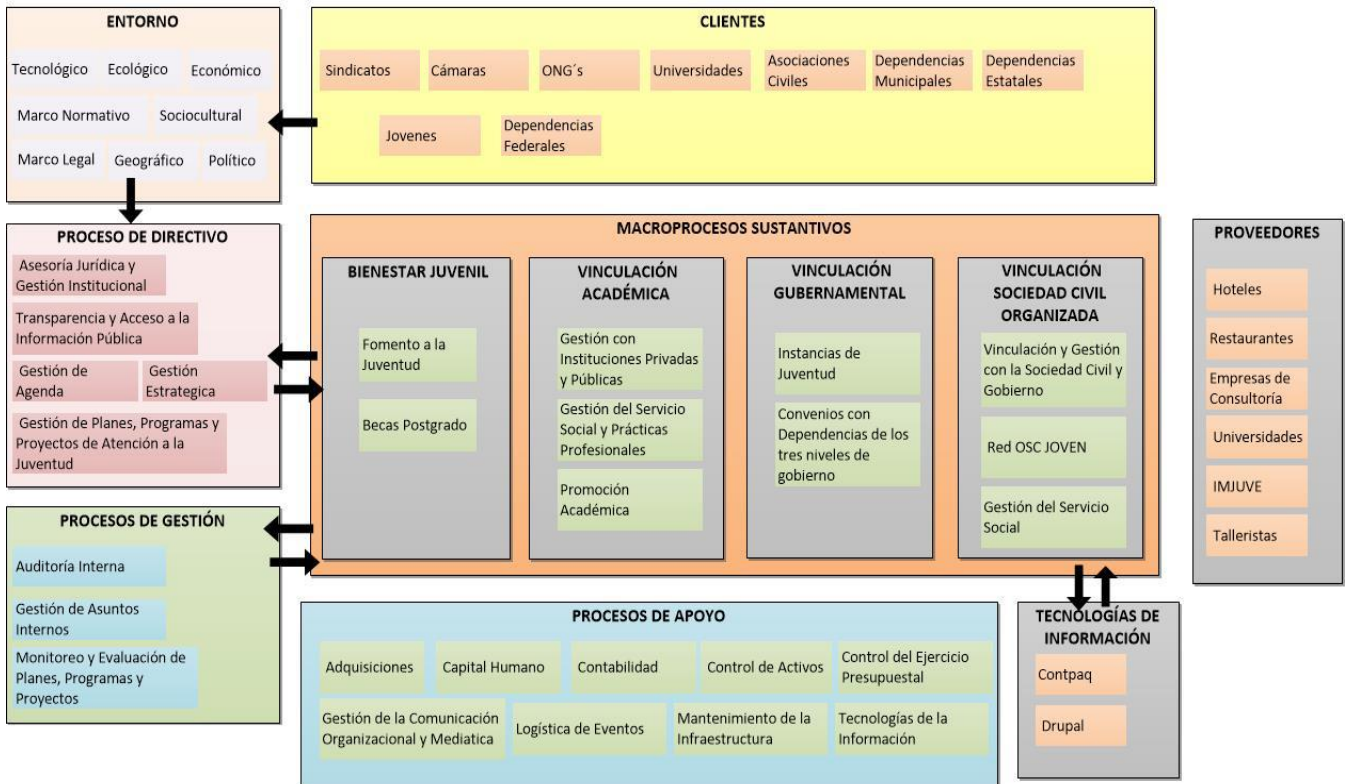 ENTORNO
Tecnológico
Ecológico
Económico
Marco Normativo
Sociocultural
Marco Legal
Geográfico
Político
CLIENTES
Sindicatos
Cámaras
ONG´s
Universidades
Asociaciones
Civiles
Dependencias
Municipales
Dependencias
Estatales
Jovenes
Dependencias
Federales
PROCESO DE DIRECTIVO
Asesoría Jurídica y
Gestión Institucional
Transparencia y Acceso a la
Información Pública
Gestión de
Agenda
Gestión
Estrategica
Gestión de Planes, Programas y
Proyectos de Atención a la
Juventud
MACROPROCESOS SUSTANTIVOS
BIENESTAR JUVENIL
Fomento a la
Juventud
Becas Postgrado
VINCULACIÓN
ACADÉMICA
Gestión con
Instituciones Privadas
y Públicas
Gestión del Servicio
Social y Prácticas
Profesionales
Promoción
Académica
VINCULACIÓN
GUBERNAMENTAL
Instancias de
Juventud
Convenios con
Dependencias de los
tres niveles de
gobierno
VINCULACIÓN
SOCIEDAD CIVIL
ORGANIZADA
Vinculación y Gestión
con la Sociedad Civil y
Gobierno
Red OSC JOVEN
Gestión del Servicio
Social
PROVEEDORES
Hoteles
Restaurantes
Empresas de
Consultoría
Universidades
IMJUVE
Talleristas
PROCESOS DE GESTIÓN
Auditoría Interna
Gestión de Asuntos
Internos
Monitoreo y Evaluación de
Planes, Programas y
Proyectos
PROCESOS DE APOYO
Adquisiciones
Capital Humano
Contabilidad
Control de Activos
Control del Ejercicio
Presupuestal
Gestión de la Comunicación
Organizacional y Mediatica
Logística de Eventos
Mantenimiento de la
Infraestructura
Tecnologías de la
Información
TECNOLOGÍAS DE
INFORMACIÓN
Contpaq
Drupal